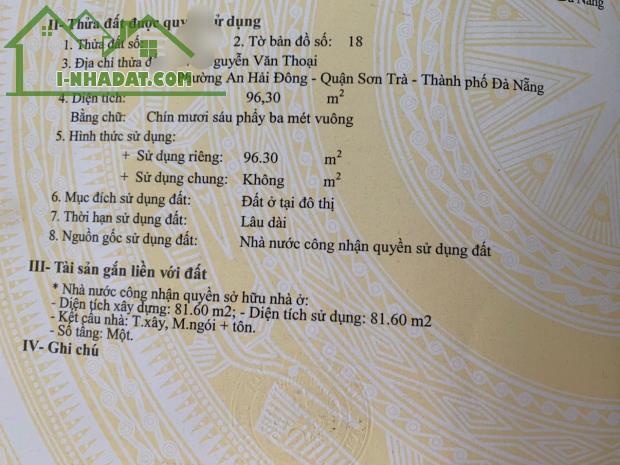 Đà Nẵng
II- Thửa đất được quy sử dụng
1. Thửa đất số 2. Tờ bản đồ số: 18
3. Địa chỉ thửa đ guyễn Văn Thoại
Phường An Hải Đông - Quận Sơn Trà - Thành phố Đà Nẵng
4. Diện tích: 96,30 m²
Bằng chữ: Chín mươi sáu phẩy ba mét vuông
5. Hình thức sử dụng:
+ Sử dụng riêng: 96.30 m²
+ Sử dụng chung: Không m²
6. Mục đích sử dụng đất: Đất ở tại đô thị
7. Thời hạn sử dụng đất: Lâu dài
8. Nguồn gốc sử dụng đất: Nhà nước công nhận quyền sử dụng đất
III- Tài sản gắn liền với đất
* Nhà nước công nhận quyền sở hữu nhà ở:
- Diện tích xây dựng: 81.60 m2; - Diện tích sử dụng: 81.60 m2
- Kết cấu nhà: T.xây, M.ngói + tôn.
- Số tầng: Một.
IV- Ghi chú
I-NHADAT.COM